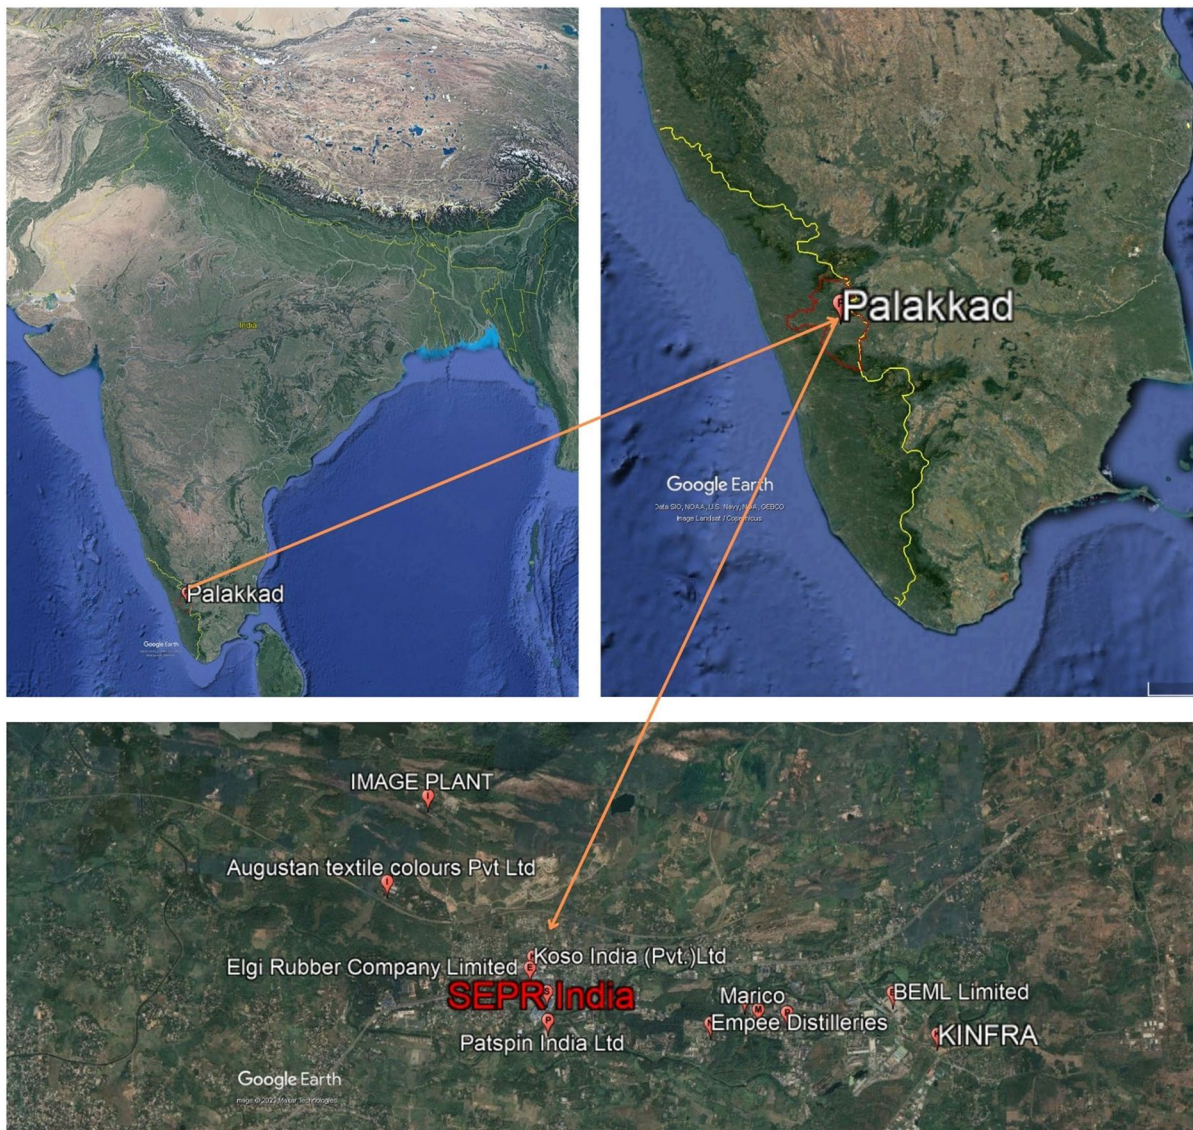 India
Palakkad
Google Earth
Palakkad
Google Earth
Data SIO, NOAA, U.S. Navy, NGA, GEBCO
Image Landsat / Copernicus
IMAGE PLANT
Augustan textile colours Pvt Ltd
Koso India (Pvt.)Ltd
Elgi Rubber Company Limited
SEPR India
Patspin India Ltd
Marico
Empee Distilleries
BEML Limited
KINFRA
Google Earth
Image © 2022 Maxar Technologies